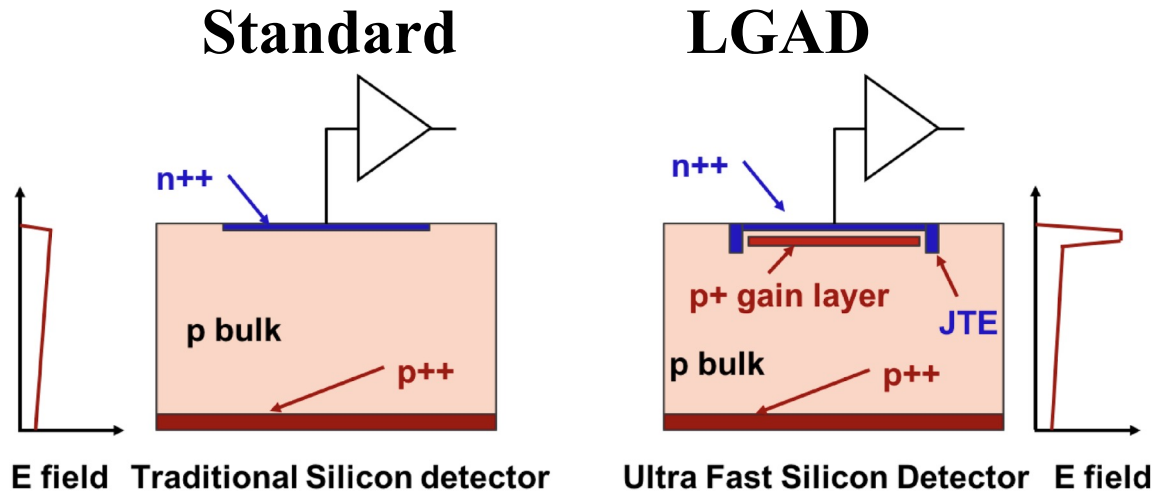 Standard
LGAD
n++
n++
p+ gain layer
JTE
p bulk
p bulk
p++
p++
E field
Traditional Silicon detector
Ultra Fast Silicon Detector
E field